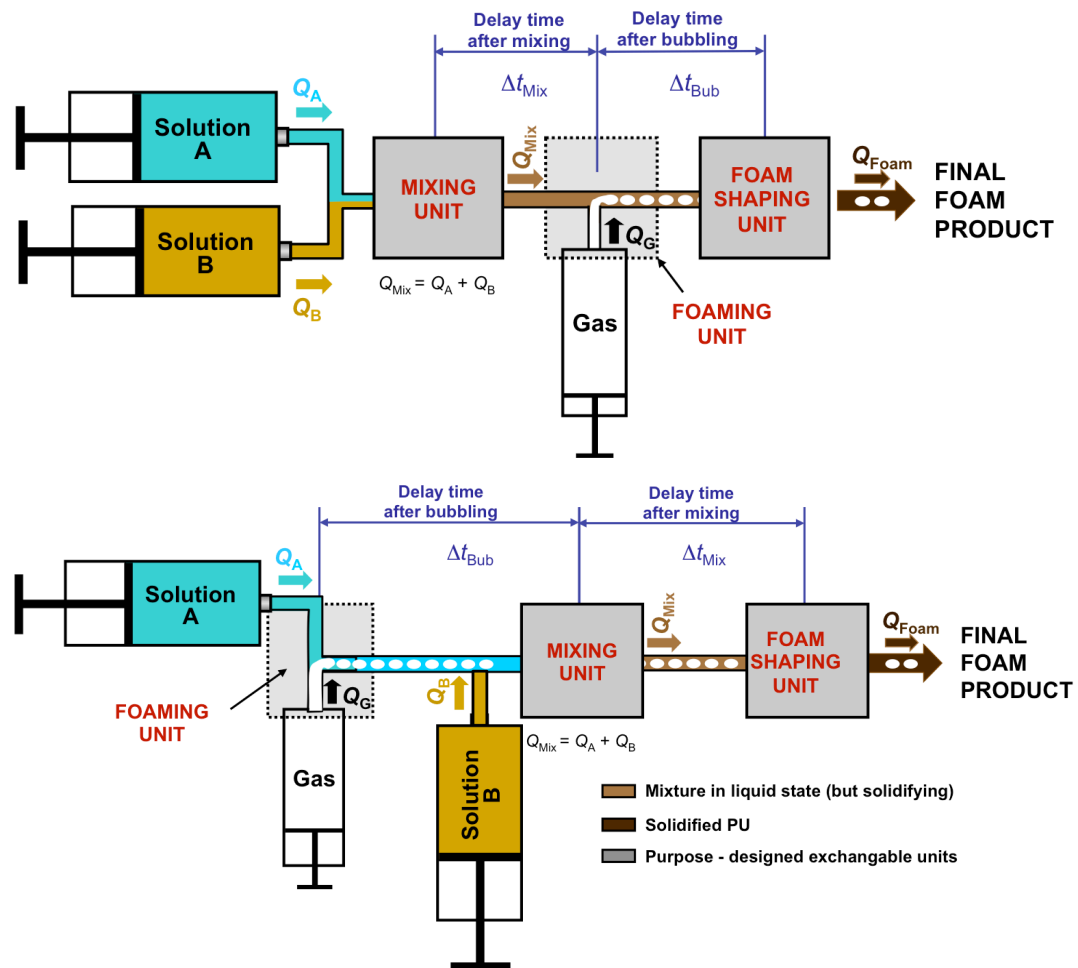 Delay time
after mixing
Delay time
after bubbling
Δt_Mix
Δt_Bub
Q_A
Solution
A
Solution
B
Q_B
MIXING
UNIT
Q_Mix
Q_Mix = Q_A + Q_B
Q_G
Gas
FOAMING
UNIT
FOAM
SHAPING
UNIT
Q_Foam
FINAL
FOAM
PRODUCT
Delay time
after bubbling
Delay time
after mixing
Δt_Bub
Δt_Mix
Q_A
Solution
A
FOAMING
UNIT
Q_G
Gas
Q_B
Solution
B
MIXING
UNIT
Q_Mix
Q_Mix = Q_A + Q_B
FOAM
SHAPING
UNIT
Q_Foam
FINAL
FOAM
PRODUCT
Mixture in liquid state (but solidifying)
Solidified PU
Purpose - designed exchangable units